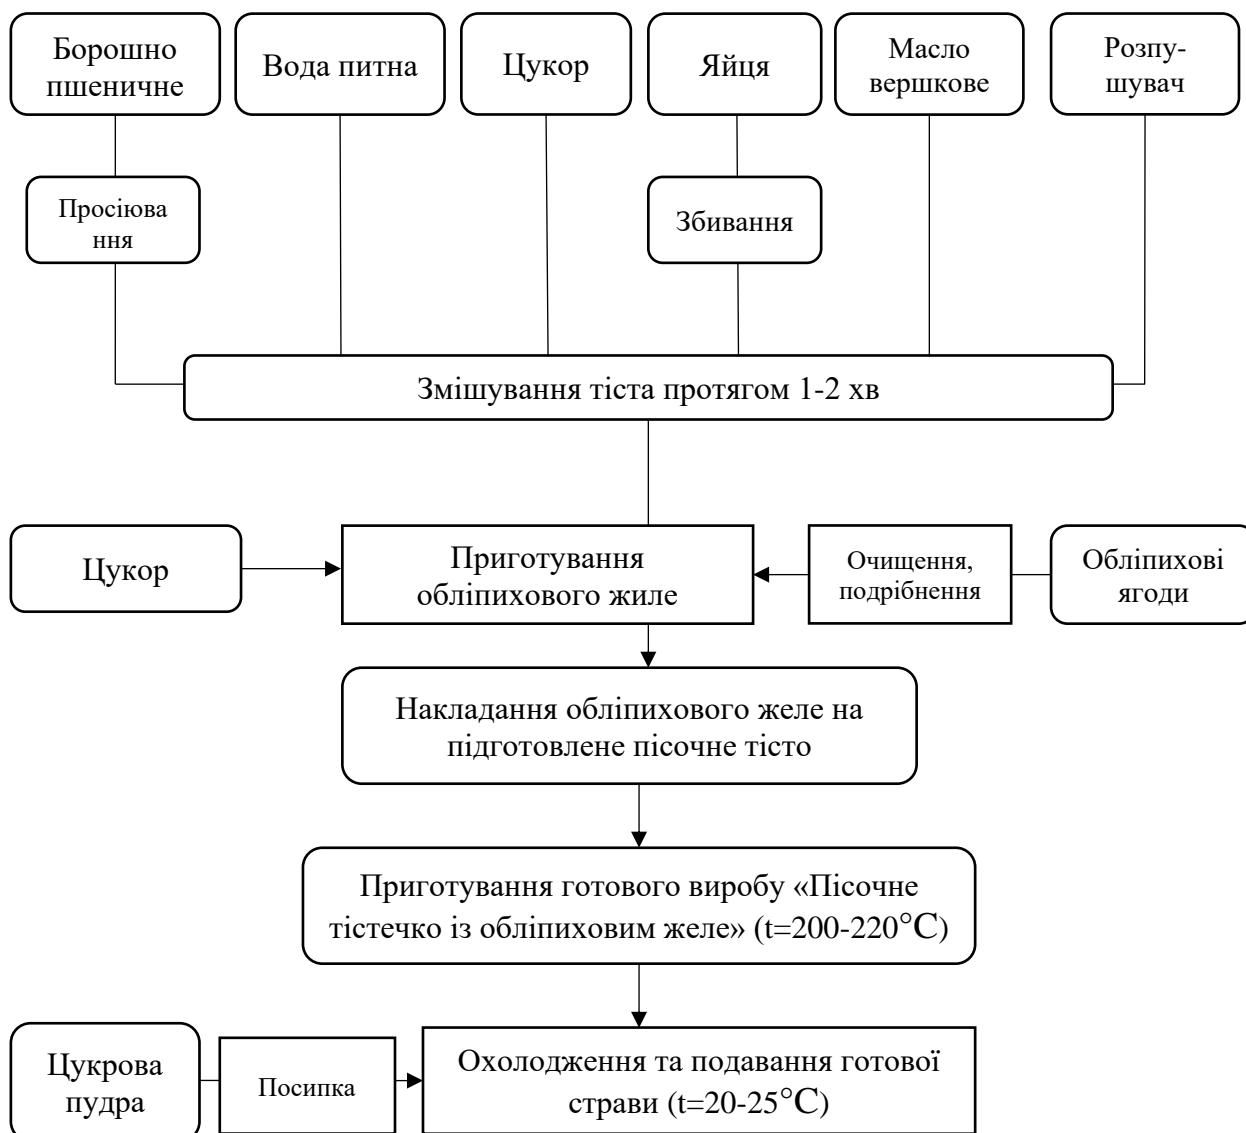 Борошно
пшеничне
Вода питна
Цукор
Яйця
Масло
вершкове
Розпу-
шувач
Просіюва
ння
Збивання
Змішування тіста протягом 1-2 хв
Цукор
Приготування
обліпихового жиле
Очищення,
подрібнення
Обліпихові
ягоди
Накладання обліпихового желе на
підготовлене пісочне тісто
Приготування готового виробу «Пісочне
тістечко із обліпиховим желе» (t=200-220°C)
Цукрова
пудра
Посипка
Охолодження та подавання готової
страви (t=20-25°C)